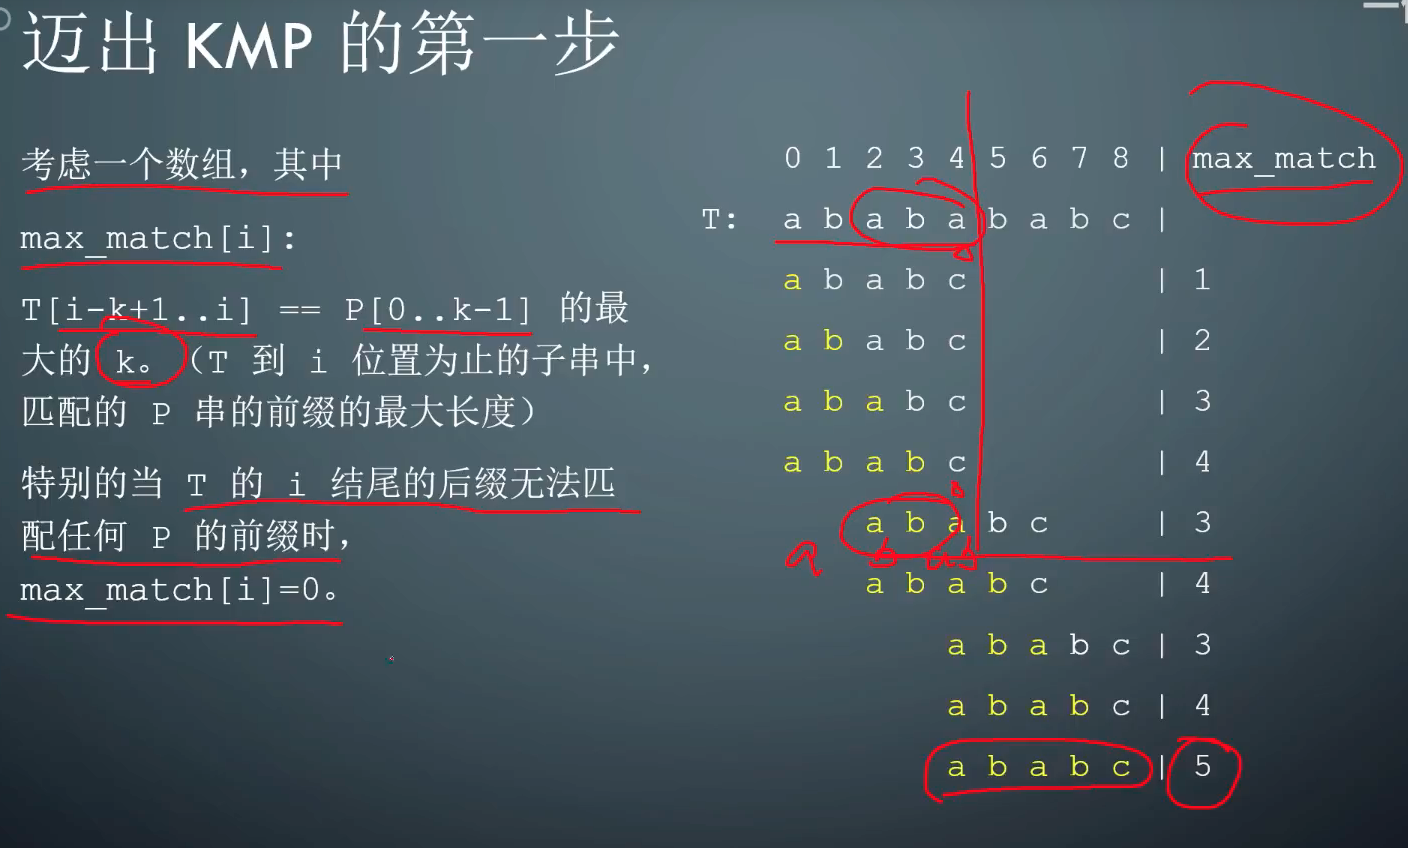 迈出 KMP 的第一步
考虑一个数组，其中
max_match[i]:
T[i-k+1..i] == P[0..k-1] 的最
大的 k。（T 到 i 位置为止的子串中，
匹配的 P 串的前缀的最大长度）
特别的当 T 的 i 结尾的后缀无法匹
配任何 P 的前缀时，
max_match[i]=0。
0 1 2 3 4 5 6 7 8 | max_match
T: a b a b a b a b c |
a b a b c | 1
a b a b c | 2
a b a b c | 3
a b a b c | 4
a b a b c | 3
a b a b
a b a b c | 4
a b a b c | 3
a b a b c | 4
a b a b c | 5